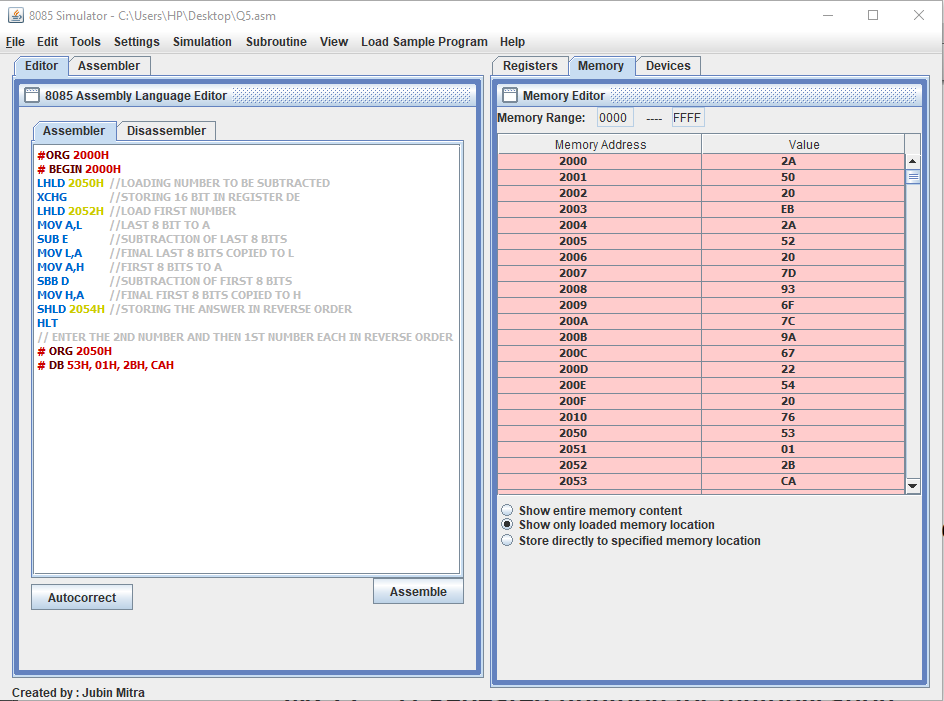 8085 Simulator - C:\Users\HP\Desktop\Q5.asm
File Edit Tools Settings Simulation Subroutine View Load Sample Program Help
Editor Assembler
8085 Assembly Language Editor
Assembler Disassembler
#ORG 2000H
# BEGIN 2000H
LHLD 2050H //LOADING NUMBER TO BE SUBTRACTED
XCHG //STORING 16 BIT IN REGISTER DE
LHLD 2052H //LOAD FIRST NUMBER
MOV A,L //LAST 8 BIT TO A
SUB E //SUBTRACTION OF LAST 8 BITS
MOV L,A //FINAL LAST 8 BITS COPIED TO L
MOV A,H //FIRST 8 BITS TO A
SBB D //SUBTRACTION OF FIRST 8 BITS
MOV H,A //FINAL FIRST 8 BITS COPIED TO H
SHLD 2054H //STORING THE ANSWER IN REVERSE ORDER
HLT
// ENTER THE 2ND NUMBER AND THEN 1ST NUMBER EACH IN REVERSE ORDER
# ORG 2050H
# DB 53H, 01H, 2BH, CAH
Autocorrect Assemble
Created by : Jubin Mitra
Registers Memory Devices
Memory Editor
Memory Range: 0000 ---- FFFF
Memory Address Value
2000 2A
2001 50
2002 20
2003 EB
2004 2A
2005 52
2006 20
2007 7D
2008 93
2009 6F
200A 7C
200B 9A
200C 67
200D 22
200E 54
200F 20
2010 76
2050 53
2051 01
2052 2B
2053 CA
Show entire memory content
Show only loaded memory location
Store directly to specified memory location